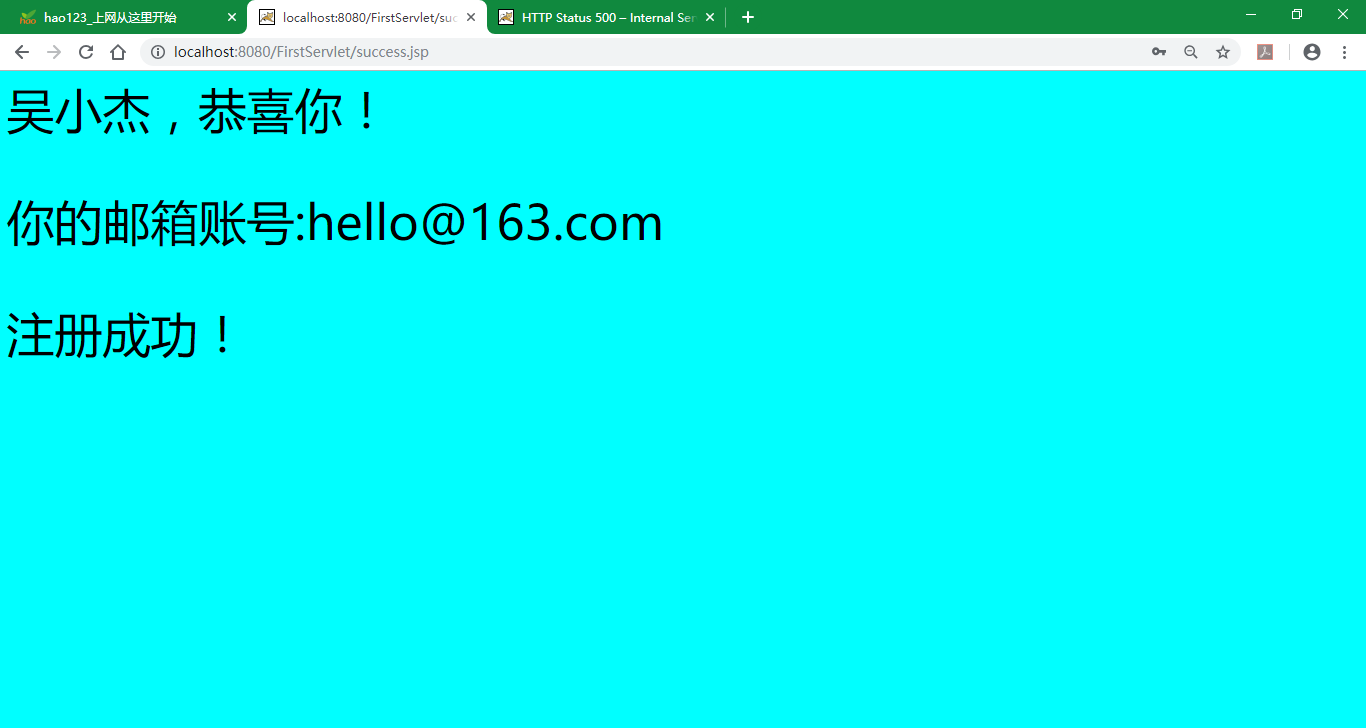 hao123_上网从这里开始
localhost:8080/FirstServlet/suc
HTTP Status 500 – Internal Ser
localhost:8080/FirstServlet/success.jsp
吴小杰，恭喜你！
你的邮箱账号:hello@163.com
注册成功！